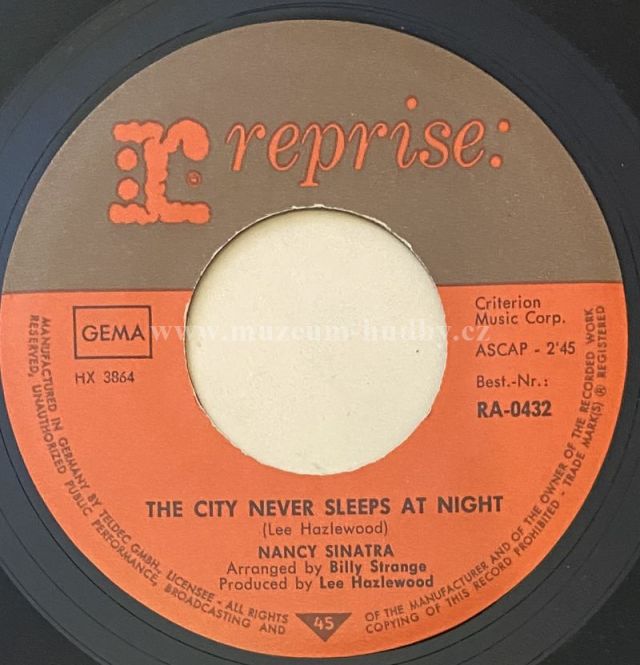 r reprise:
GEMA
HX 3864
Criterion
Music Corp.
ASCAP - 2'45
Best.-Nr.:
RA-0432
www.muzeum-hudby.cz
THE CITY NEVER SLEEPS AT NIGHT
(Lee Hazlewood)
NANCY SINATRA
Arranged by Billy Strange
Produced by Lee Hazlewood
45
MANUFACTURED IN GERMANY BY TELDEC GMBH, LICENSEE - ALL RIGHTS
RESERVED, UNAUTHORIZED PUBLIC PERFORMANCE, BROADCASTING AND
OF THE MANUFACTURER AND OF THE OWNER OF THE RECORDED WORK
COPYING OF THIS RECORD PROHIBITED - TRADE MARK(S) ® REGISTERED